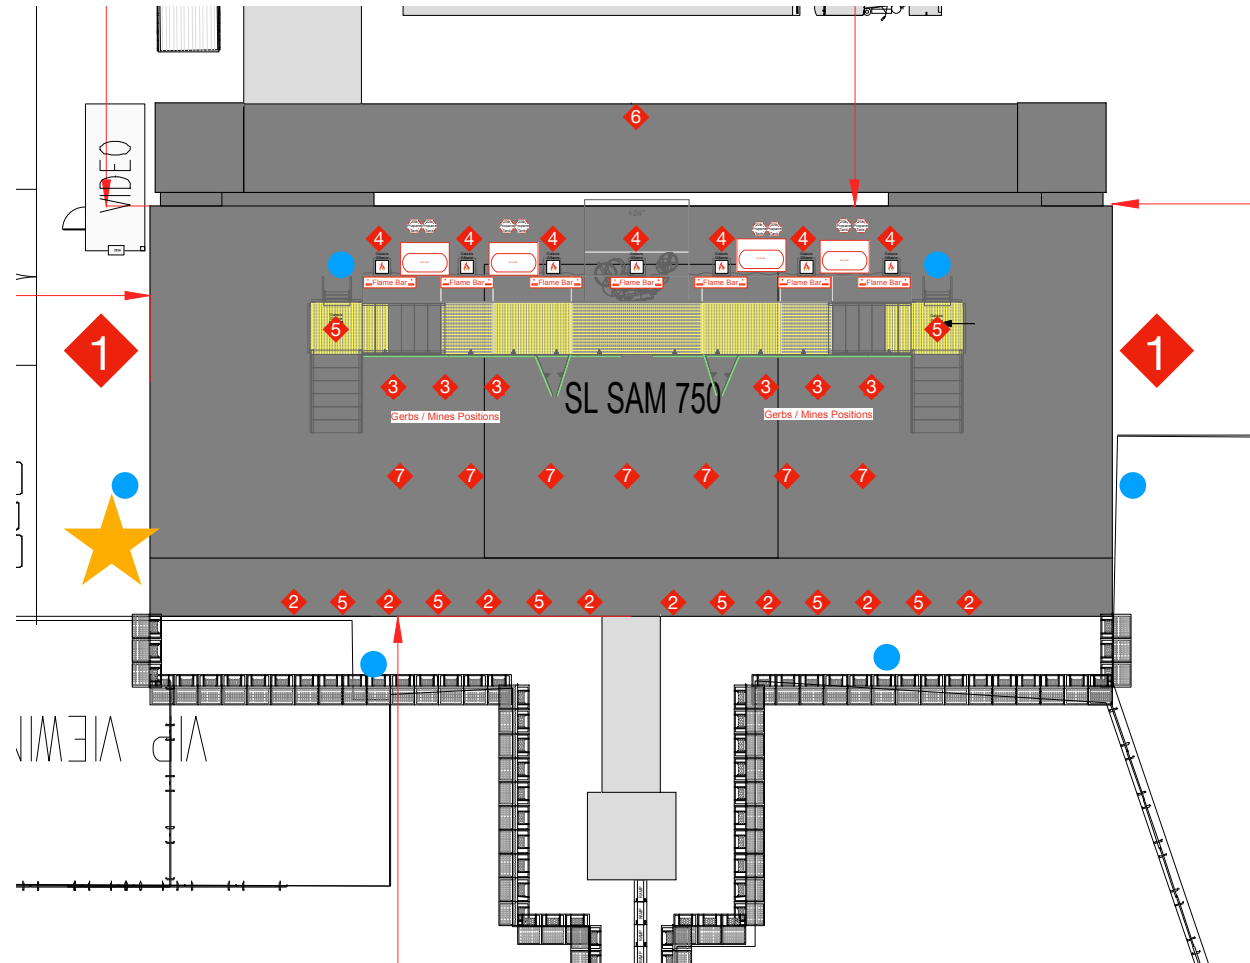 6
VIDEO
+24"
4 4 4 4 4 4 4
Flame Bar Flame Bar Flame Bar Flame Bar Flame Bar Flame Bar Flame Bar
5 5
1 1
3 3 3 3 3 3
SL SAM 750
Gerbs / Mines Positions Gerbs / Mines Positions
7 7 7 7 7 7 7
2 5 2 5 2 5 2 2 5 2 5 2 5 2
VIP VIEWIN